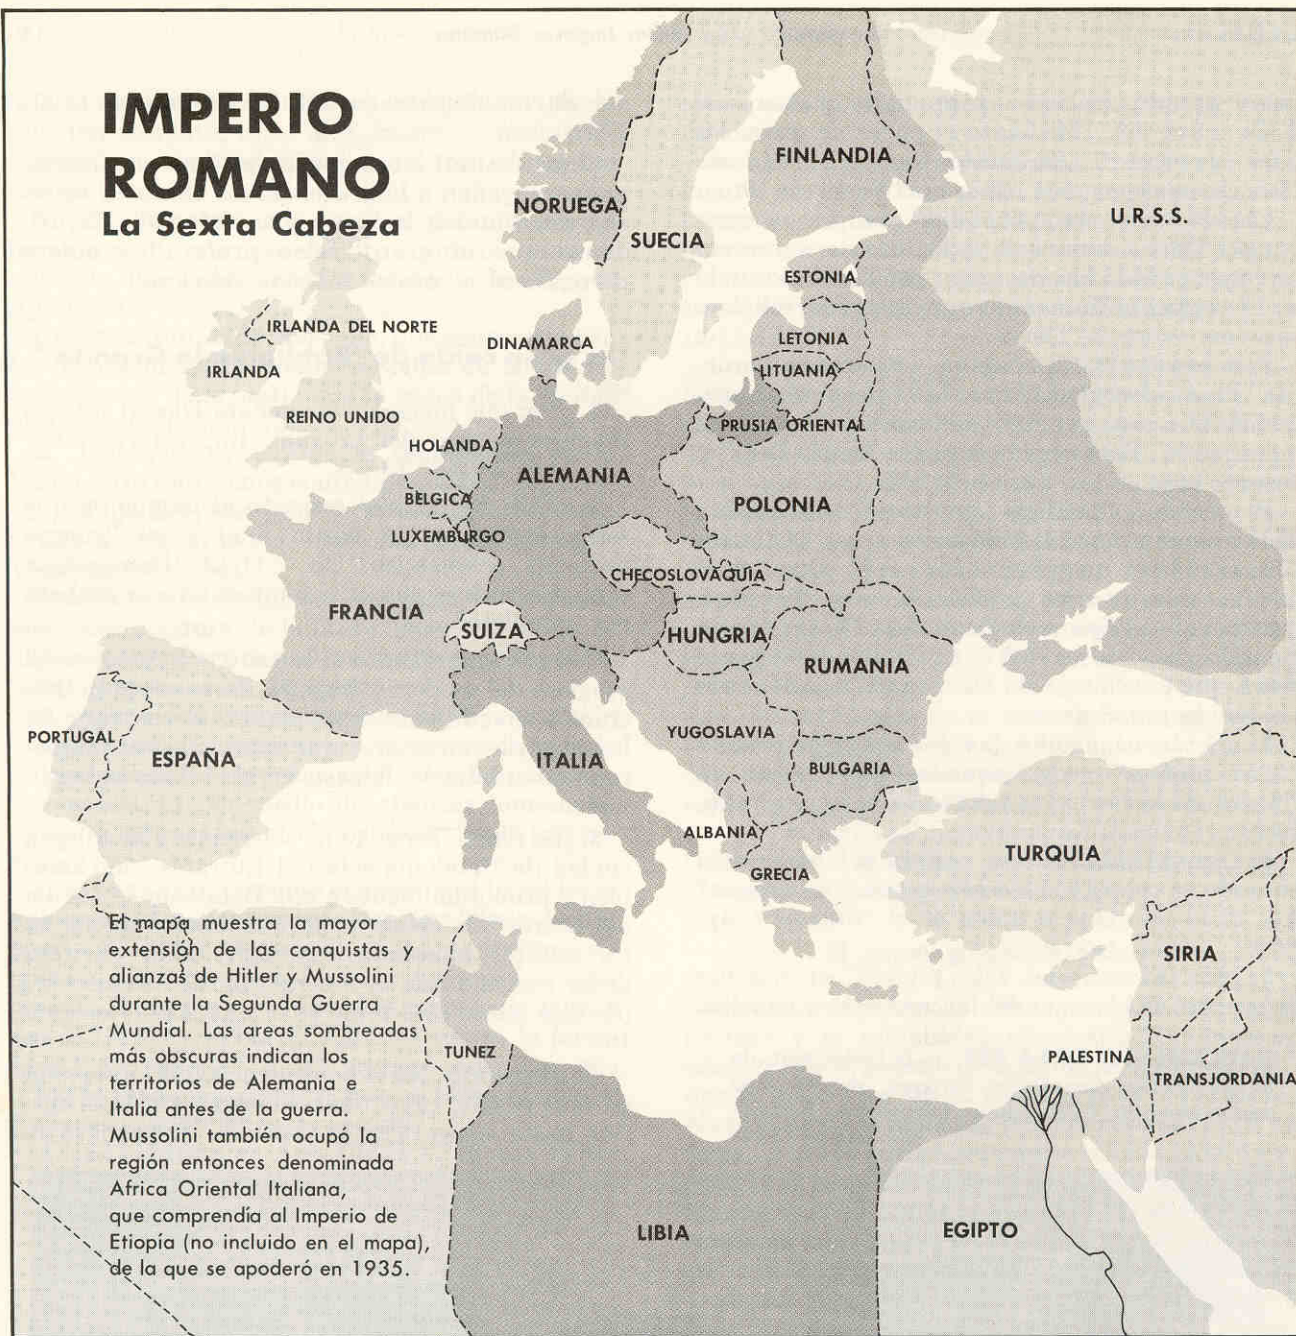 IMPERIO
ROMANO
La Sexta Cabeza
FINLANDIA
NORUEGA
SUECIA
U.R.S.S.
ESTONIA
IRLANDA DEL NORTE
DINAMARCA
LETONIA
IRLANDA
LITUANIA
REINO UNIDO
PRUSIA ORIENTAL
HOLANDA
ALEMANIA
BELGICA
POLONIA
LUXEMBURGO
CHECOSLOVAQUIA
FRANCIA
SUIZA
HUNGRIA
RUMANIA
PORTUGAL
ESPAÑA
ITALIA
YUGOSLAVIA
BULGARIA
ALBANIA
GRECIA
TURQUIA
SIRIA
TUNEZ
PALESTINA
TRANSJORDANIA
LIBIA
EGIPTO
El mapa muestra la mayor
extensión de las conquistas y
alianzas de Hitler y Mussolini
durante la Segunda Guerra
Mundial. Las areas sombreadas
más obscuras indican los
territorios de Alemania e
Italia antes de la guerra.
Mussolini también ocupó la
región entonces denominada
Africa Oriental Italiana,
que comprendía al Imperio de
Etiopía (no incluido en el mapa),
de la que se apoderó en 1935.